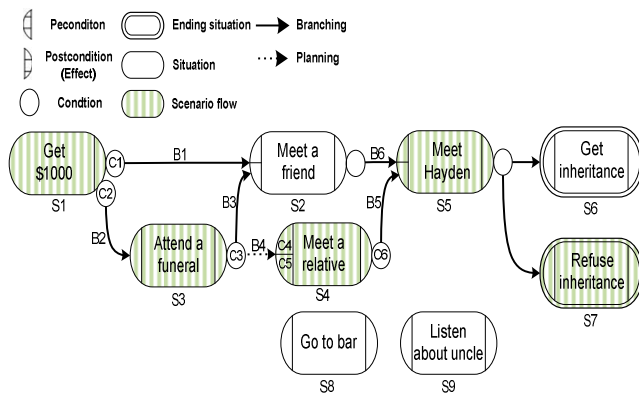 Peconditon
Ending situation
Branching
Postcondition
(Effect)
Situation
Planning
Condtion
Scenario flow
Get
$1000
C1
C2
S1
B1
B2
Meet a
friend
S2
B3
B6
Meet
Hayden
S5
Get
inheritance
S6
Attend a
funeral
C3
S3
B4
C4
C5
Meet a
relative
C6
S4
B5
Refuse
inheritance
S7
Go to bar
S8
Listen
about uncle
S9